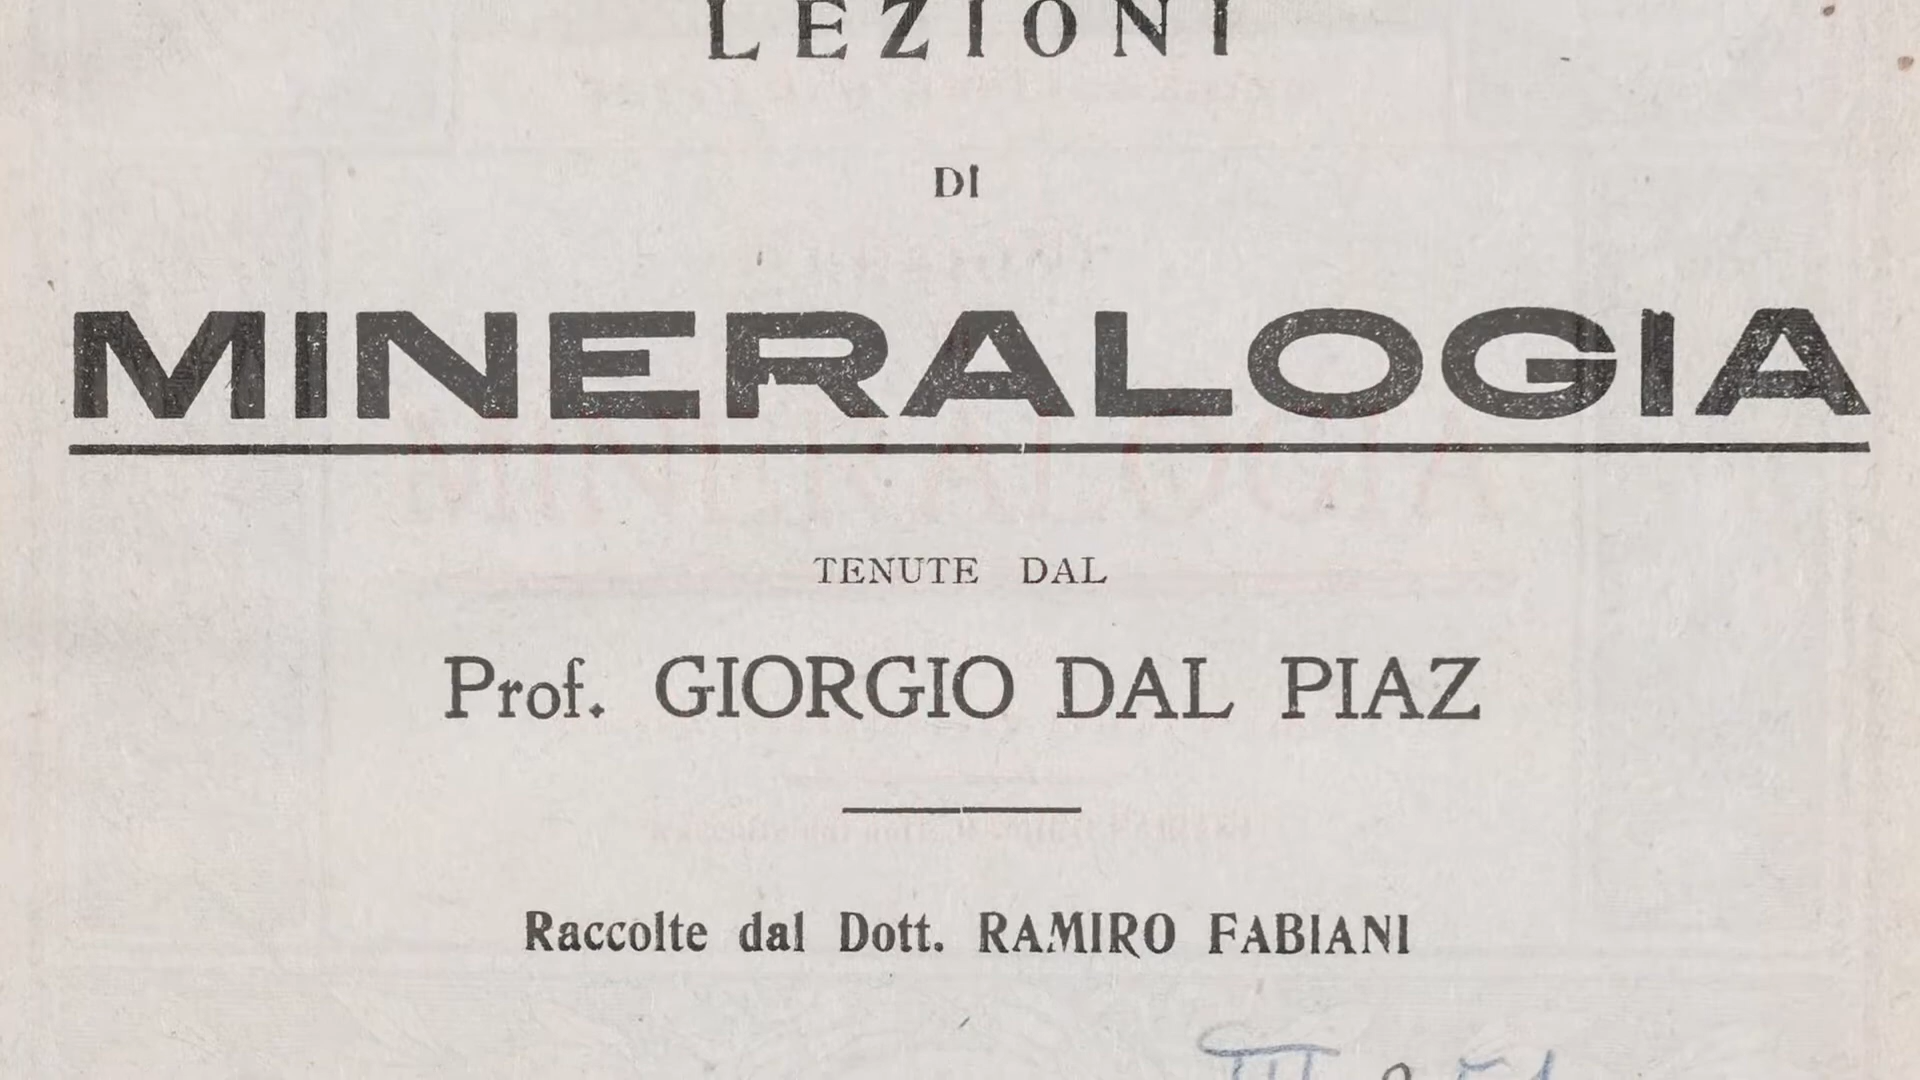 LEZIONI
DI
MINERALOGIA
TENUTE DAL
Prof. GIORGIO DAL PIAZ
Raccolte dal Dott. RAMIRO FABIANI